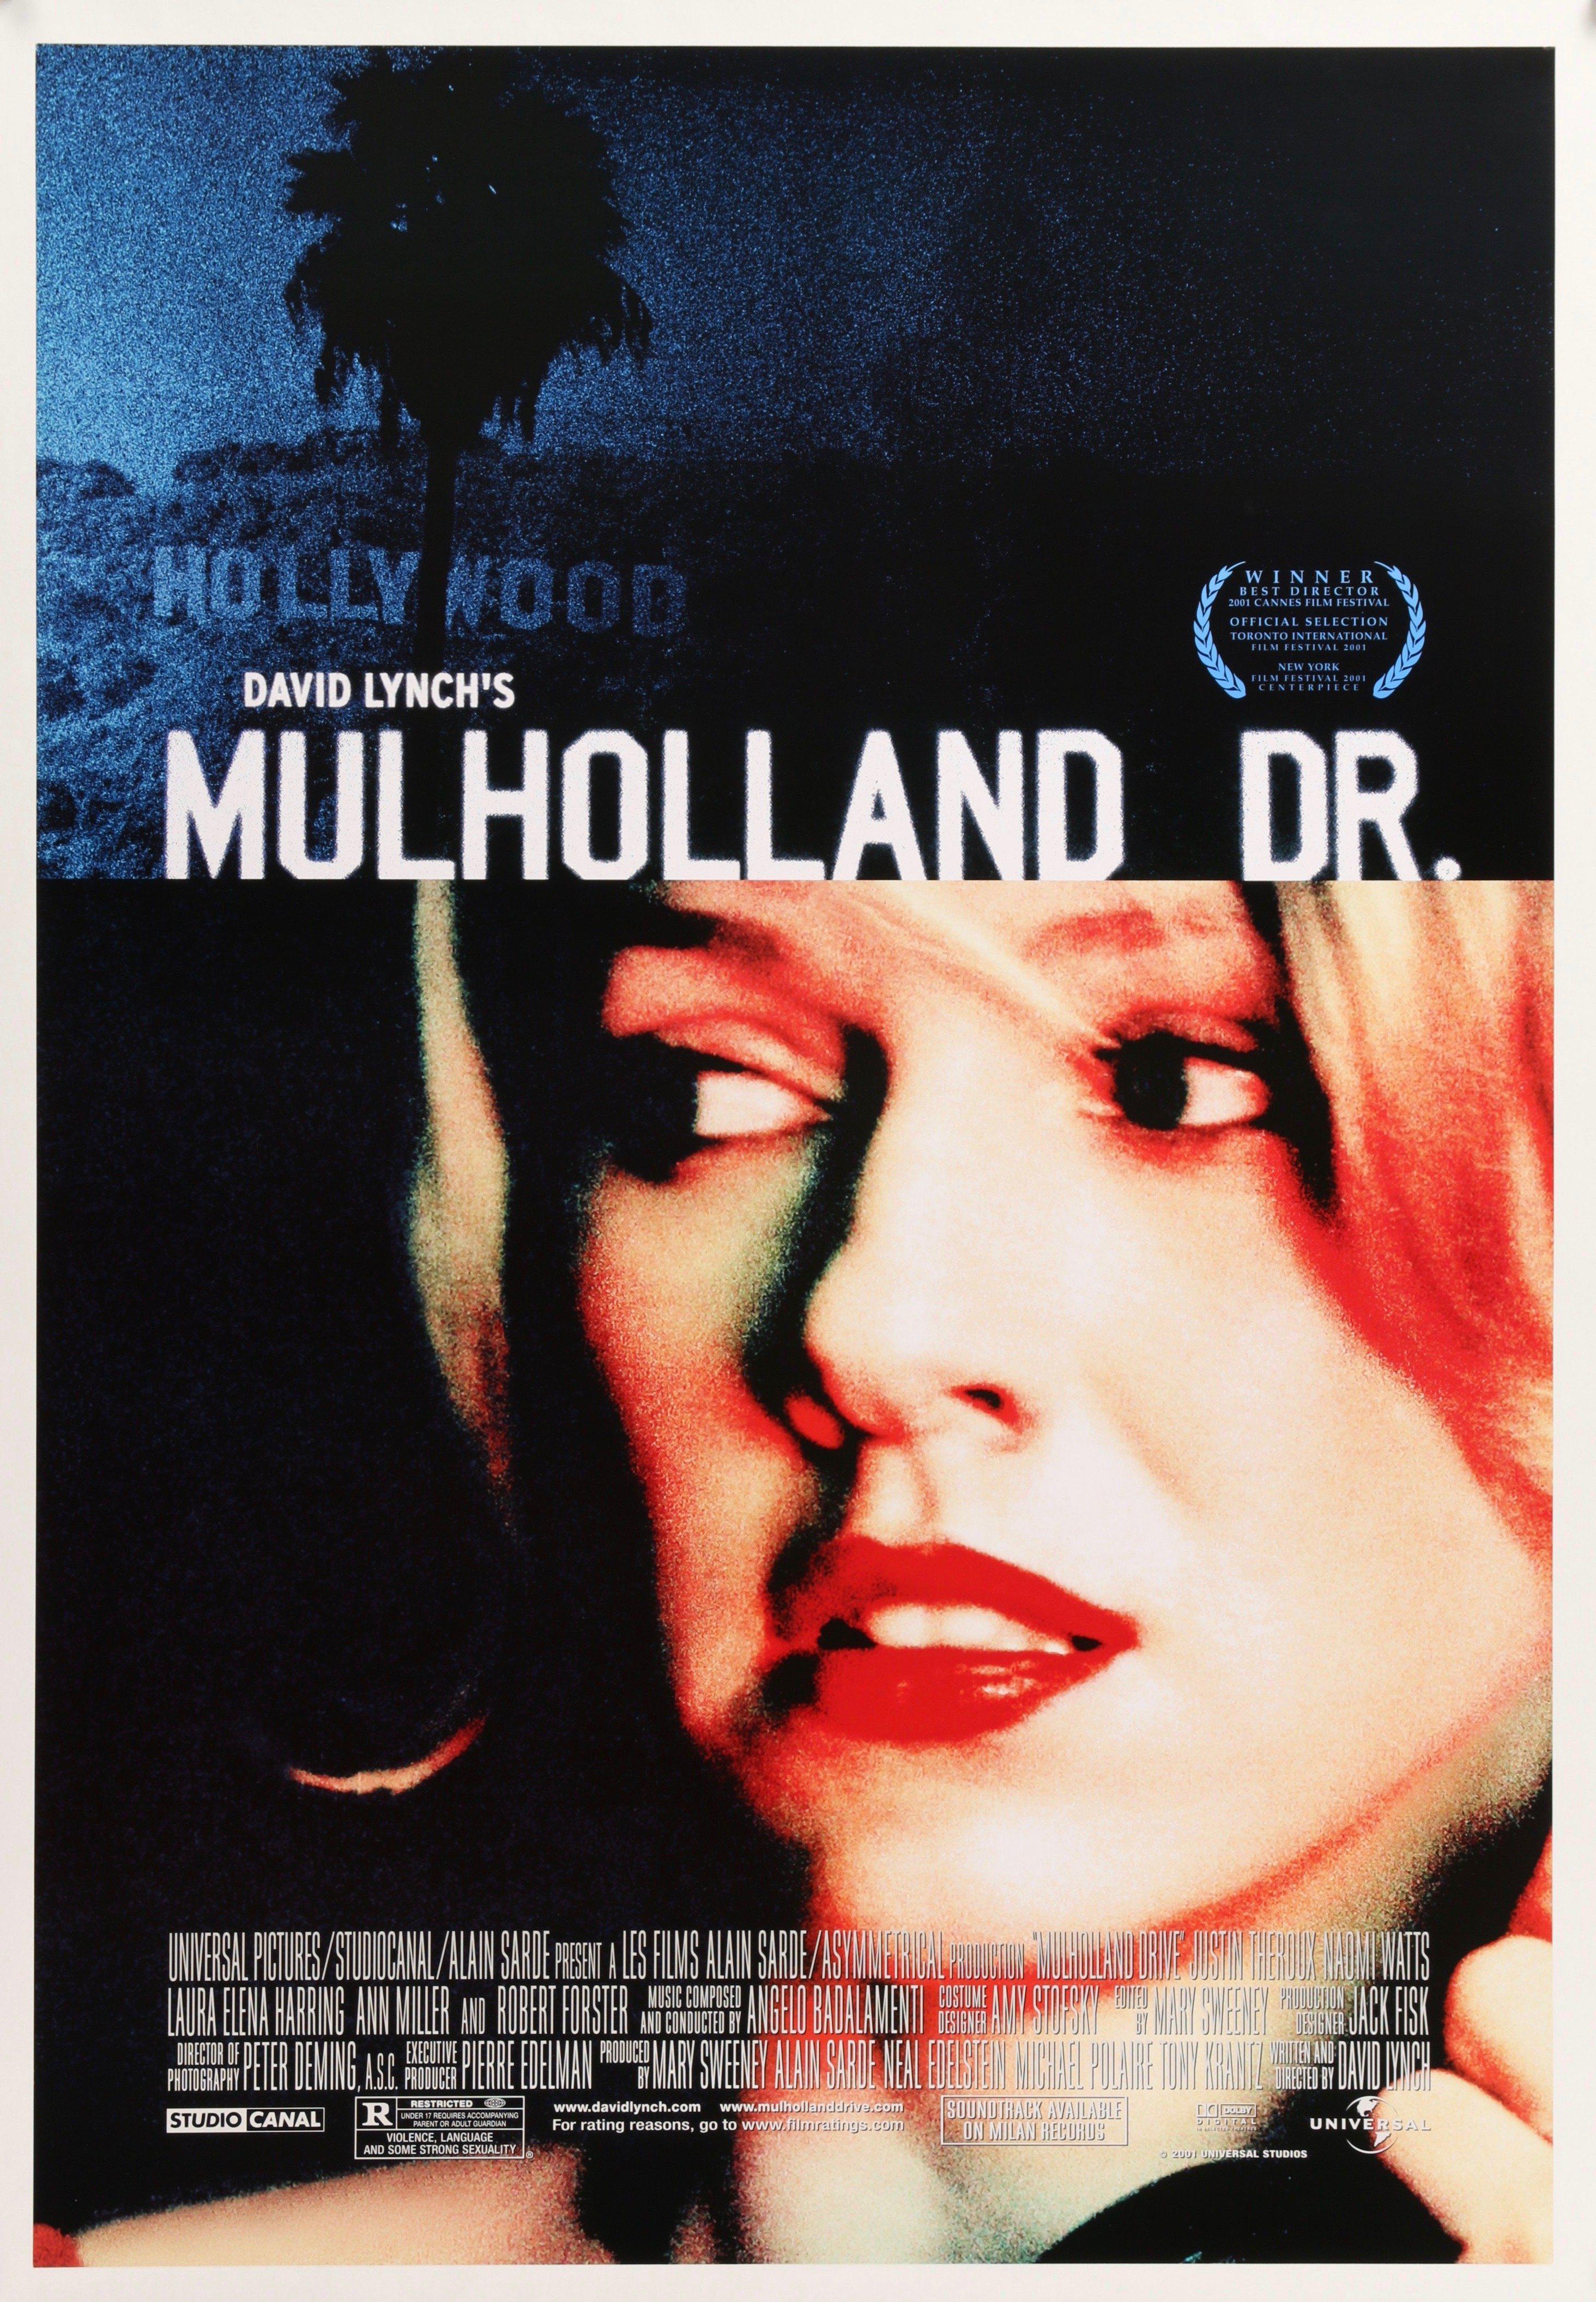 HOLLYWOOD
WINNER
BEST DIRECTOR
2001 CANNES FILM FESTIVAL
OFFICIAL SELECTION
TORONTO INTERNATIONAL
FILM FESTIVAL 2001
NEW YORK
FILM FESTIVAL 2001
CENTERPIECE
DAVID LYNCH'S
MULHOLLAND DR.
UNIVERSAL PICTURES/STUDIOCANAL/ALAIN SARDE PRESENT A LES FILMS ALAIN SARDE/ASYMMETRICAL PRODUCTION "MULHOLLAND DRIVE" JUSTIN THEROUX NAOMI WATTS
LAURA ELENA HARRING ANN MILLER AND ROBERT FORSTER MUSIC COMPOSED AND CONDUCTED BY ANGELO BADALAMENTI COSTUME DESIGNER AMY STOFSKY EDITED BY MARY SWEENEY PRODUCTION DESIGNER JACK FISK
DIRECTOR OF PHOTOGRAPHY PETER DEMING, A.S.C. EXECUTIVE PRODUCER PIERRE EDELMAN PRODUCED BY MARY SWEENEY ALAIN SARDE NEAL EDELSTEIN MICHAEL POLAIRE TONY KRANTZ WRITTEN AND DIRECTED BY DAVID LYNCH
STUDIO CANAL
R RESTRICTED
UNDER 17 REQUIRES ACCOMPANYING
PARENT OR ADULT GUARDIAN
VIOLENCE, LANGUAGE
AND SOME STRONG SEXUALITY
®
www.davidlynch.com www.mulhollanddrive.com
For rating reasons, go to www.filmratings.com
SOUNDTRACK AVAILABLE
ON MILAN RECORDS
DOLBY
DIGITAL
UNIVERSAL
© 2001 UNIVERSAL STUDIOS